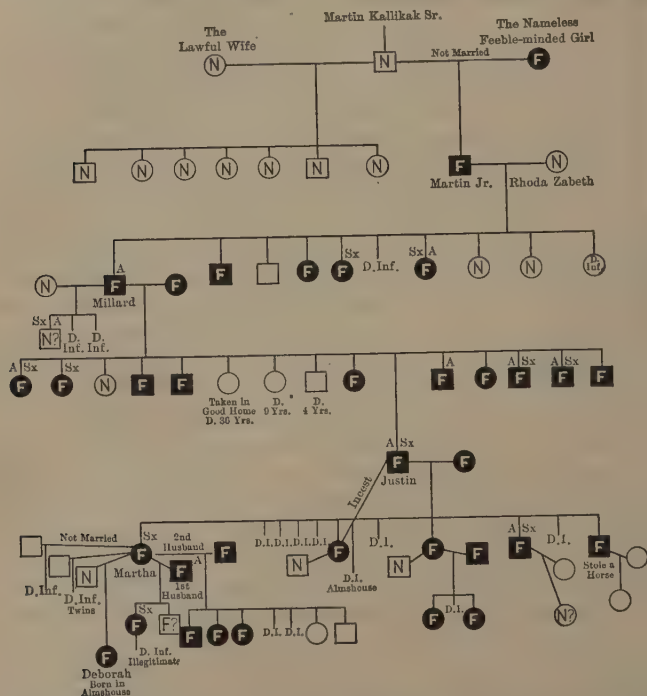 Martin Kallikak Sr.
The
Lawful Wife
The Nameless
Feeble-minded Girl
N
N
Not Married
F
N
N
N
N
N
N
N
F
N
Martin Jr.
Rhoda Zabeth
N
A
F
F
F
F
Sx
F
D. Inf.
Sx
A
F
N
N
D.
Inf.
Millard
F
Sx
A
N?
D.
Inf.
D.
Inf.
A
Sx
F
Sx
F
N
F
F
Taken in
Good Home
D. 36 Yrs.
D.
9 Yrs.
D.
4 Yrs.
F
A
F
F
A
Sx
F
A
Sx
F
F
A
Sx
F
Justin
F
Incest
Not Married
Sx
F
Martha
2nd
Husband
A
F
F
1st
Husband
D.I.
D.I.
D.I.
D.I.
F
D.I.
N
D.I.
Almshouse
F
N
F
A
Sx
F
D.I.
F
Stole a
Horse
D. Inf.
D. Inf.
Twins
N
F
Deborah
Born in
Almshouse
Sx
F
F?
D. Inf.
Illegitimate
F
F
F
D.I.
D.I.
F
D.I.
F
N?